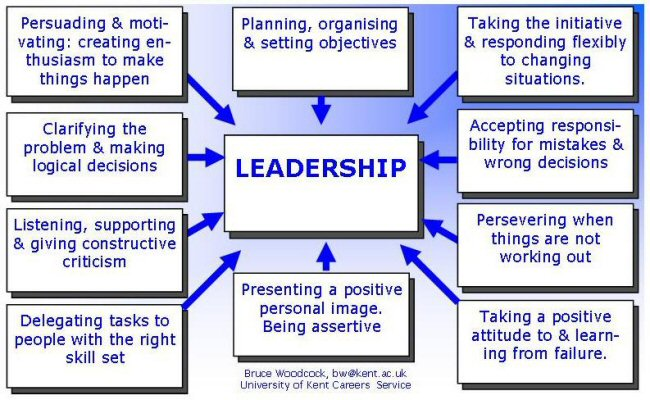 Persuading & moti-
vating: creating en-
thusiasm to make
things happen
Planning, organising
& setting objectives
Taking the initiative
& responding flexibly
to changing
situations.
Clarifying the
problem & making
logical decisions
LEADERSHIP
Accepting responsi-
bility for mistakes &
wrong decisions
Listening, supporting
& giving constructive
criticism
Persevering when
things are not
working out
Delegating tasks to
people with the right
skill set
Presenting a positive
personal image.
Being assertive
Taking a positive
attitude to & learn-
ing from failure.
Bruce Woodcock, bw@kent.ac.uk
University of Kent Careers Service